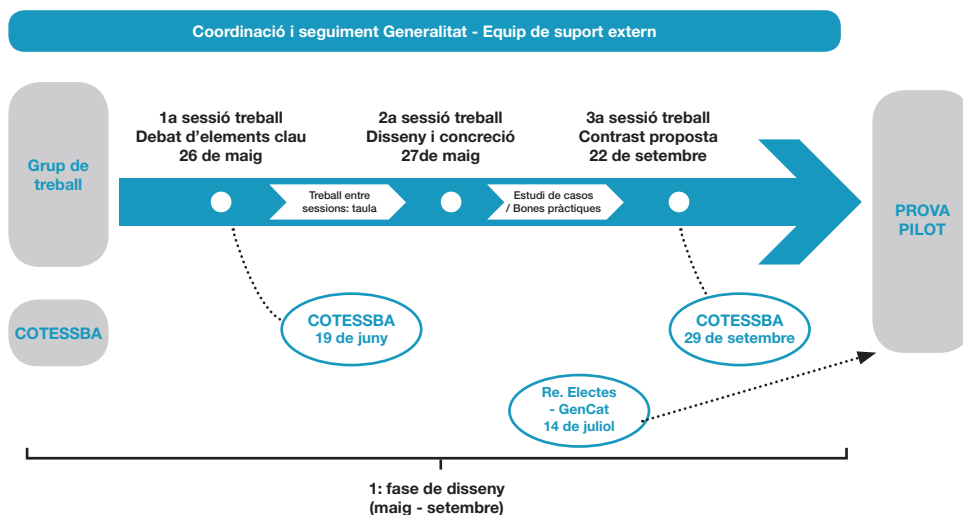 Coordinació i seguiment Generalitat - Equip de suport extern
Grup de
treball
1a sessió treball
Debat d'elements clau
26 de maig
2a sessió treball
Disseny i concreció
27de maig
3a sessió treball
Contrast proposta
22 de setembre
Treball entre
sessions: taula
Estudi de casos
/ Bones pràctiques
PROVA
PILOT
COTESSBA
COTESSBA
19 de juny
COTESSBA
29 de setembre
Re. Electes
- GenCat
14 de juliol
1: fase de disseny
(maig - setembre)